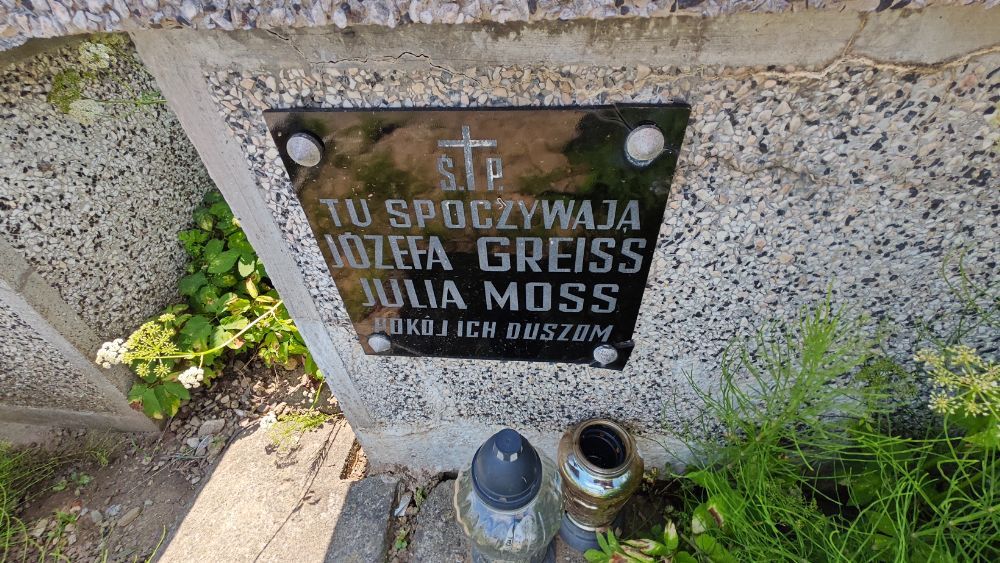 Ś.P.
TU SPOCZYWAJĄ
JÓZEFA GREISS
JULIA MOSS
POKÓJ ICH DUSZOM